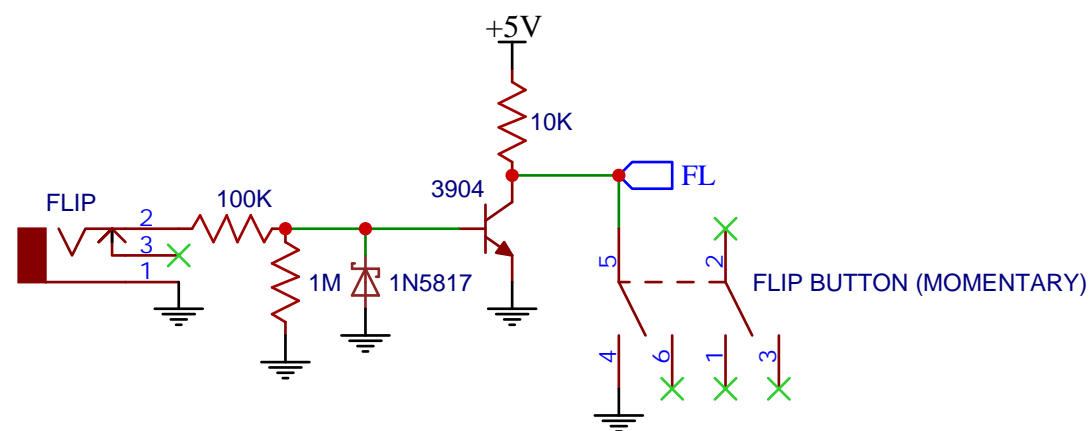 +5V
10K
FL
3904
FLIP
100K
2
3
1
1M
1N5817
5
2
FLIP BUTTON (MOMENTARY)
4
6
1
3